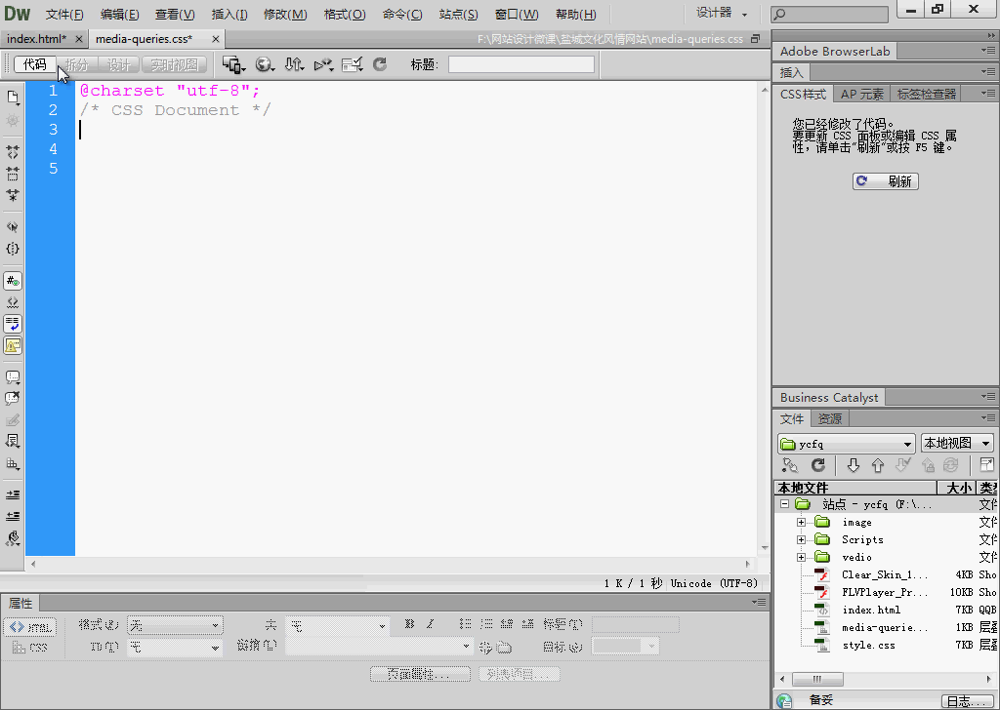 Dw 文件(F) 编辑(E) 查看(V) 插入(I) 修改(M) 格式(O) 命令(C) 站点(S) 窗口(W) 帮助(H) 设计器
index.html* × media-queries.css* × F:\网站设计微课\盐城文化风情网站\media-queries.css
代码 拆分 设计 实时视图 标题:
1 @charset "utf-8";
2 /* CSS Document */
3
4
5
1 K / 1 秒 Unicode (UTF-8)
Adobe BrowserLab
插入
CSS样式 AP 元素 标签检查器
您已经修改了代码。
要更新 CSS 面板或编辑 CSS 属
性，请单击“刷新”或按 F5 键。
刷新
Business Catalyst
文件 资源
ycfq 本地视图
本地文件 大小 类型
站点 - ycfq (F:\... 文件
image 文件
Scripts 文件
vedio 文件
Clear_Skin_1... 4KB Sho
FLVPlayer_Pr... 10KB Sho
index.html 7KB QQB
media-querie... 1KB 层叠
style.css 7KB 层叠
备妥 日志...
属性
<> HTML 格式(F) 无 类 无 B I 标题(T)
CSS ID(I) 无 链接(L) 目标(G)
页面属性... 列表项目...